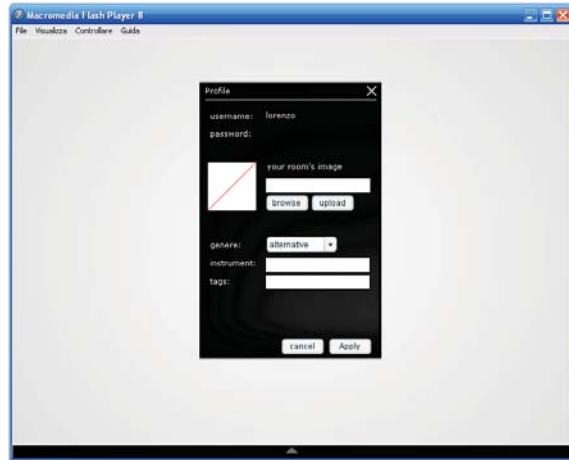 Macromedia Flash Player 8
File Visualizza Controllare Guida
Profile
username: lorenzo
password:
your room's image
browse upload
genere: alternative
instrument:
tags:
cancel Apply